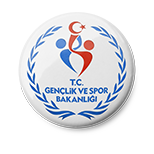 T.C.
GENÇLİK VE SPOR
BAKANLIĞI